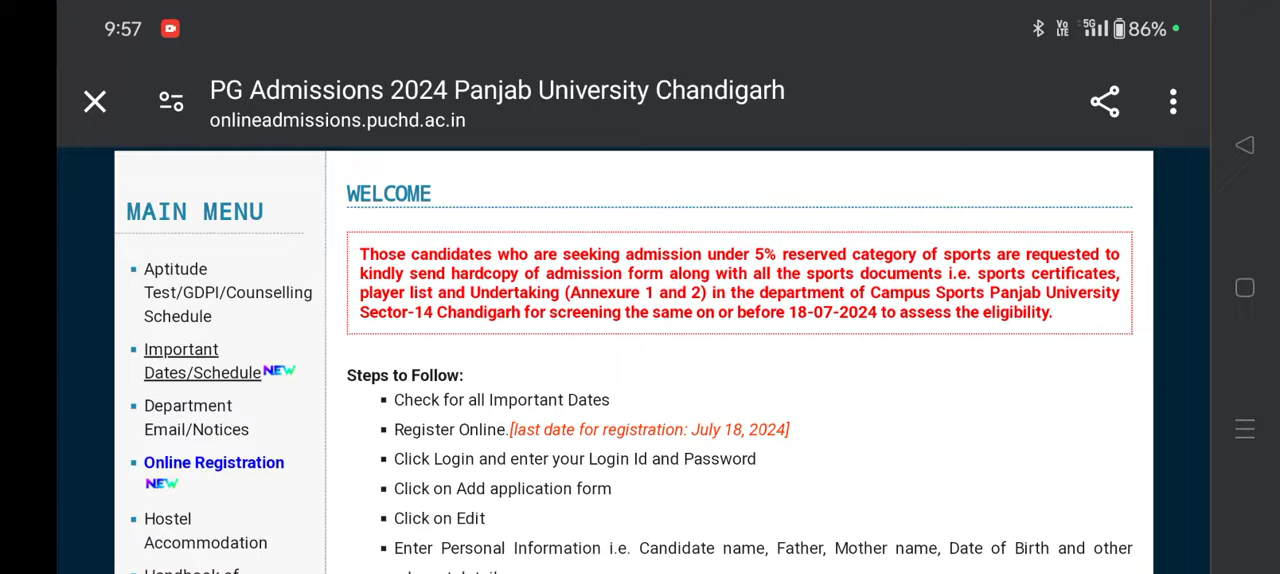 9:57
Vo LTE 5G 86%
PG Admissions 2024 Panjab University Chandigarh
onlineadmissions.puchd.ac.in
MAIN MENU
Aptitude
Test/GDPI/Counselling
Schedule
Important
Dates/Schedule NEW
Department
Email/Notices
Online Registration
NEW
Hostel
Accommodation
Handbook of
WELCOME
Those candidates who are seeking admission under 5% reserved category of sports are requested to
kindly send hardcopy of admission form along with all the sports documents i.e. sports certificates,
player list and Undertaking (Annexure 1 and 2) in the department of Campus Sports Panjab University
Sector-14 Chandigarh for screening the same on or before 18-07-2024 to assess the eligibility.
Steps to Follow:
Check for all Important Dates
Register Online.[last date for registration: July 18, 2024]
Click Login and enter your Login Id and Password
Click on Add application form
Click on Edit
Enter Personal Information i.e. Candidate name, Father, Mother name, Date of Birth and other